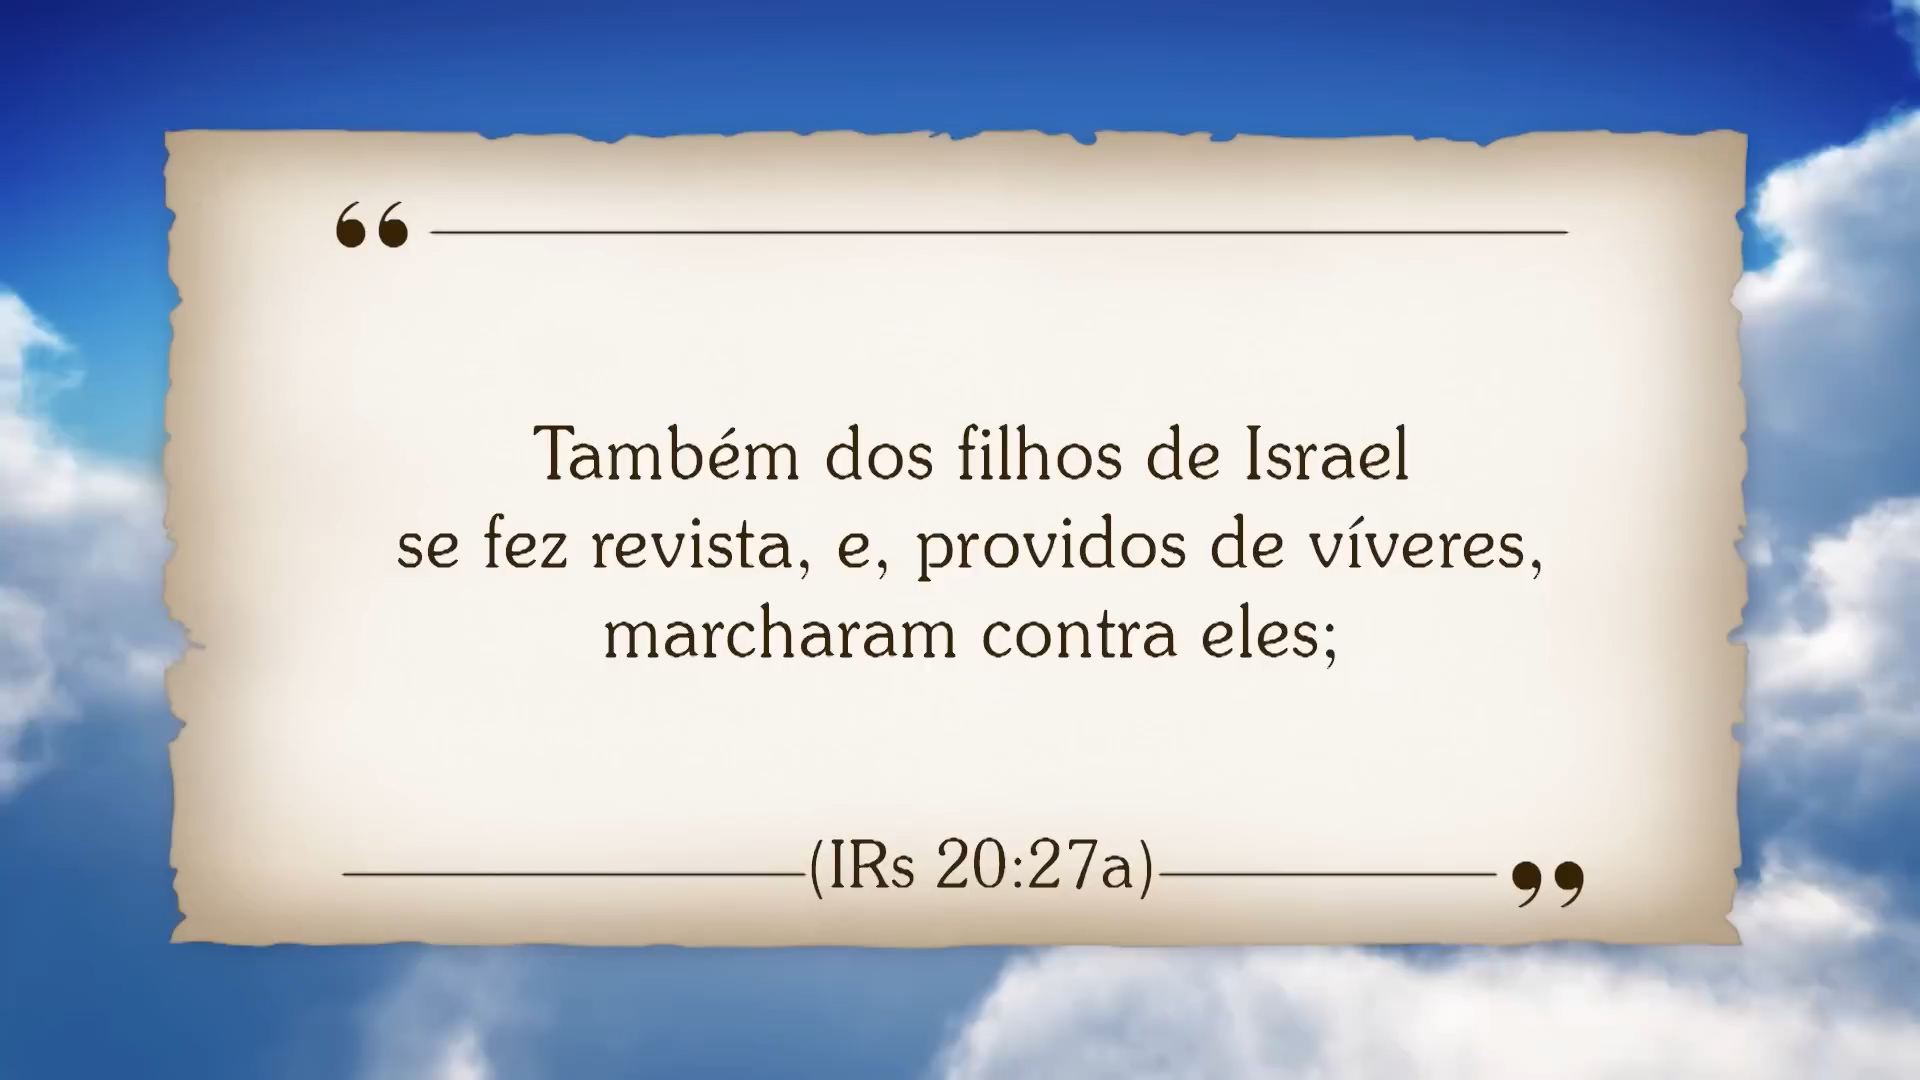 “
Também dos filhos de Israel
se fez revista, e, providos de víveres,
marcharam contra eles;
(IRs 20:27a)
”